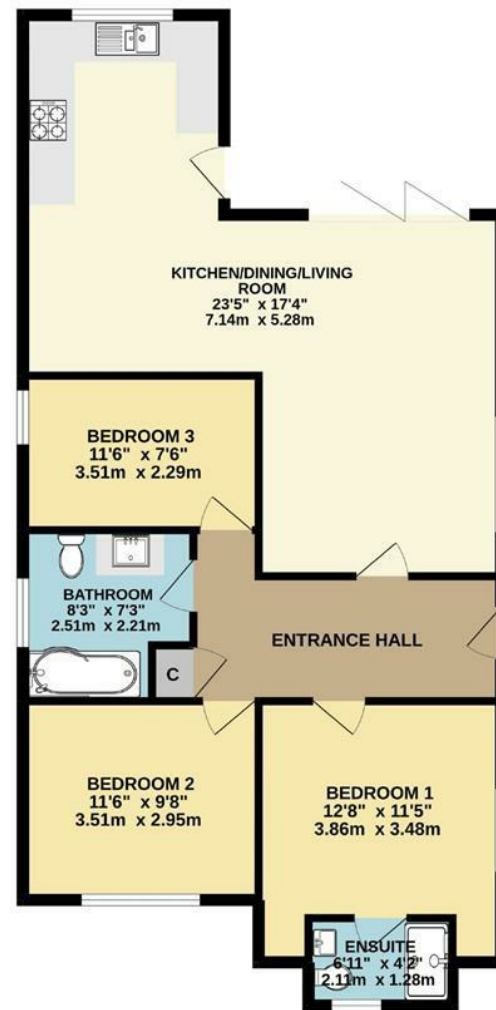 KITCHEN/DINING/LIVING
ROOM
23'5" x 17'4"
7.14m x 5.28m
BEDROOM 3
11'6" x 7'6"
3.51m x 2.29m
BATHROOM
8'3" x 7'3"
2.51m x 2.21m
ENTRANCE HALL
C
BEDROOM 2
11'6" x 9'8"
3.51m x 2.95m
BEDROOM 1
12'8" x 11'5"
3.86m x 3.48m
ENSUITE
6'11" x 4'2"
2.11m x 1.28m